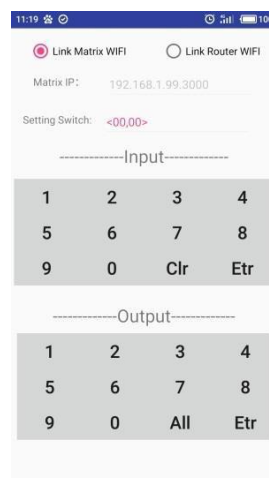 11:19
Link Matrix WIFI Link Router WIFI
Matrix IP: 192.168.1.99.3000
Setting Switch: <00,00>
-------------Input-------------
1 2 3 4
5 6 7 8
9 0 Clr Etr
-------------Output-------------
1 2 3 4
5 6 7 8
9 0 All Etr